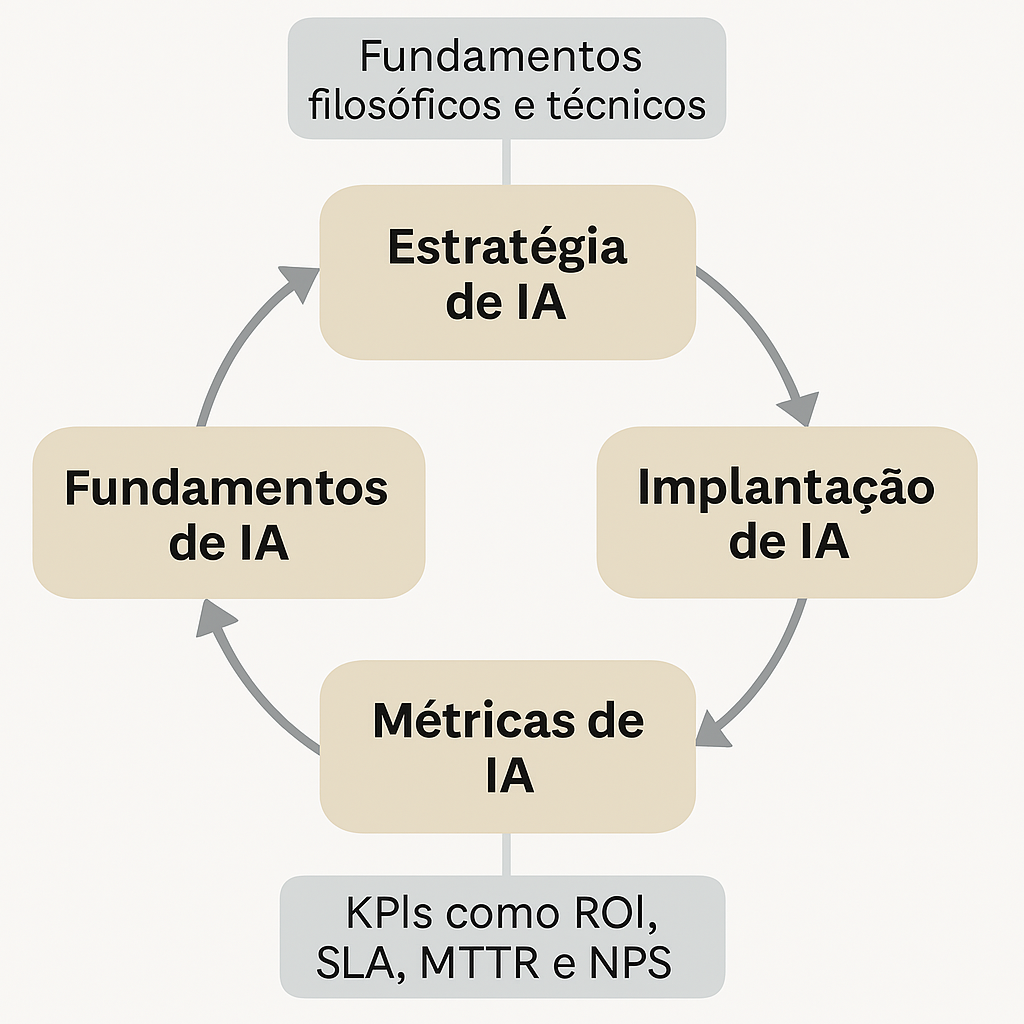 Fundamentos
filosóficos e técnicos
Estratégia
de IA
Fundamentos
de IA
Implantação
de IA
Métricas de
IA
KPIs como ROI,
SLA, MTTR e NPS